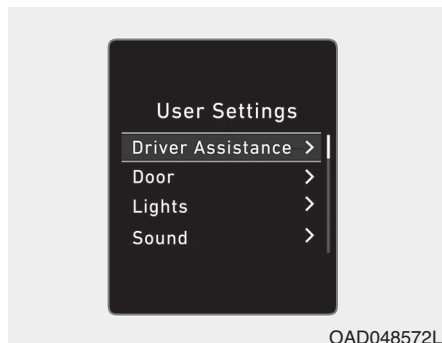 User Settings
Driver Assistance >
Door >
Lights >
Sound >
OAD048572L